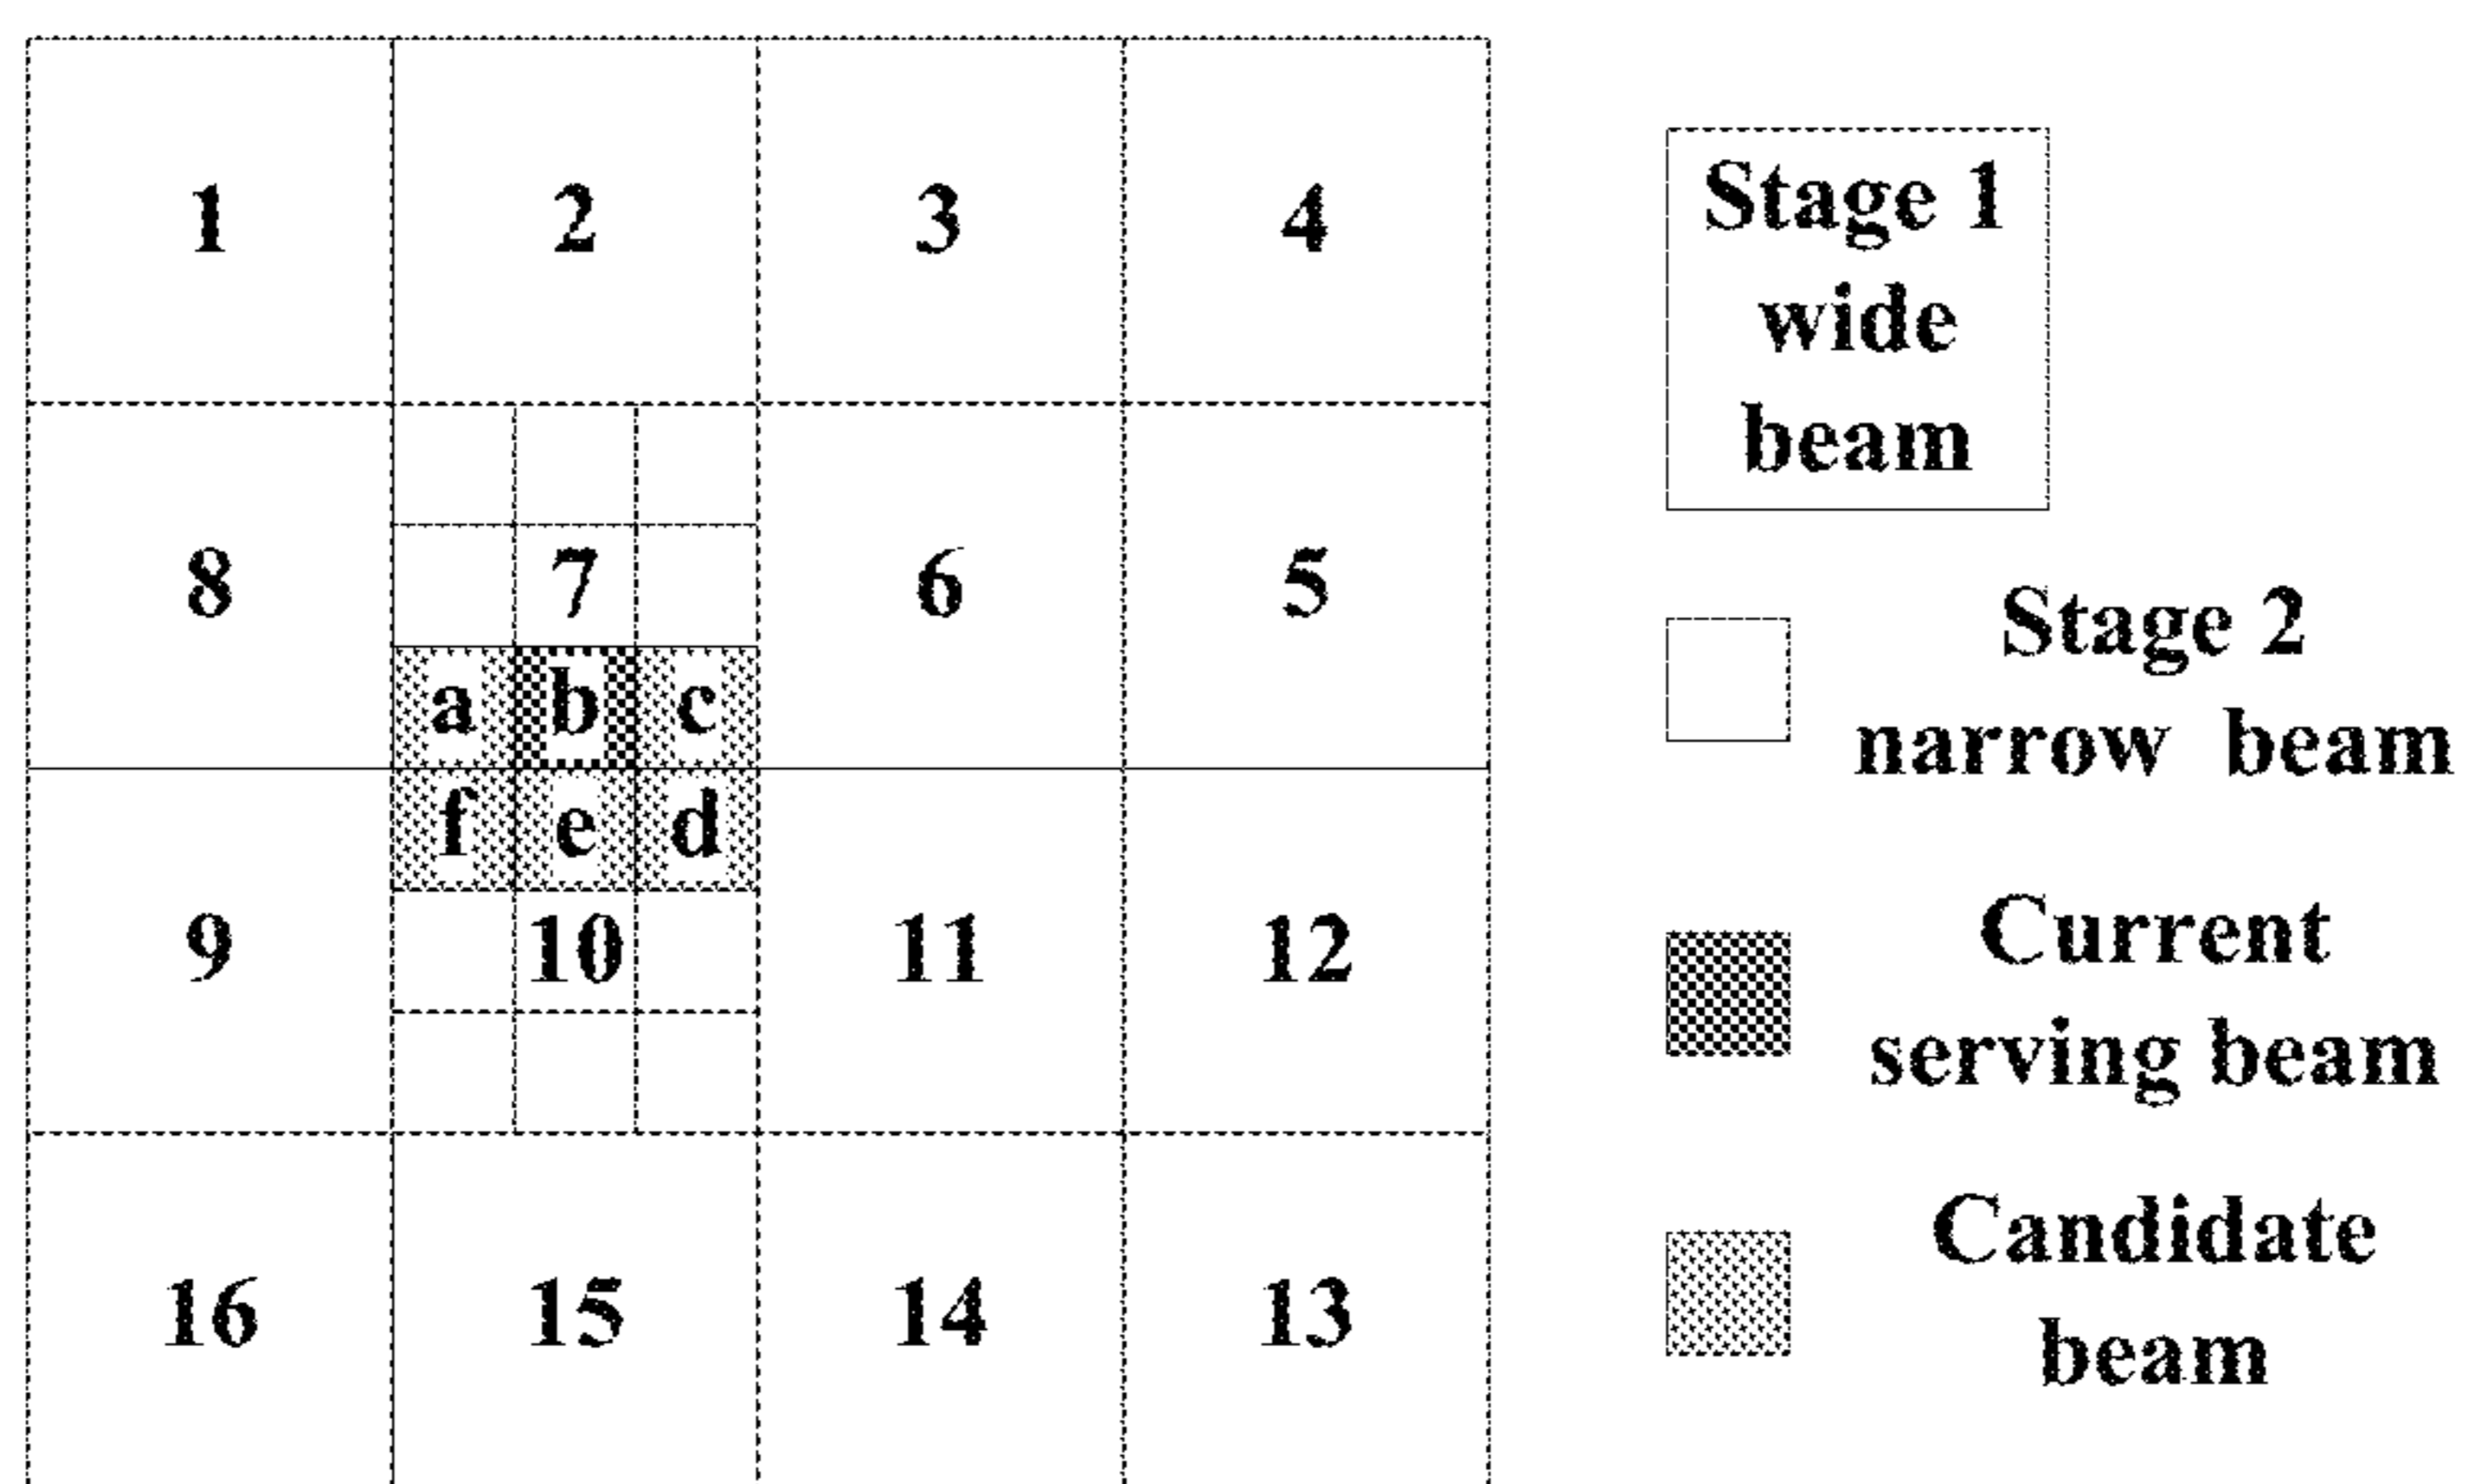 1 2 3 4
8 7 6 5
a b c
f e d
9 10 11 12
16 15 14 13
Stage 1
wide
beam
Stage 2
narrow beam
Current
serving beam
Candidate
beam